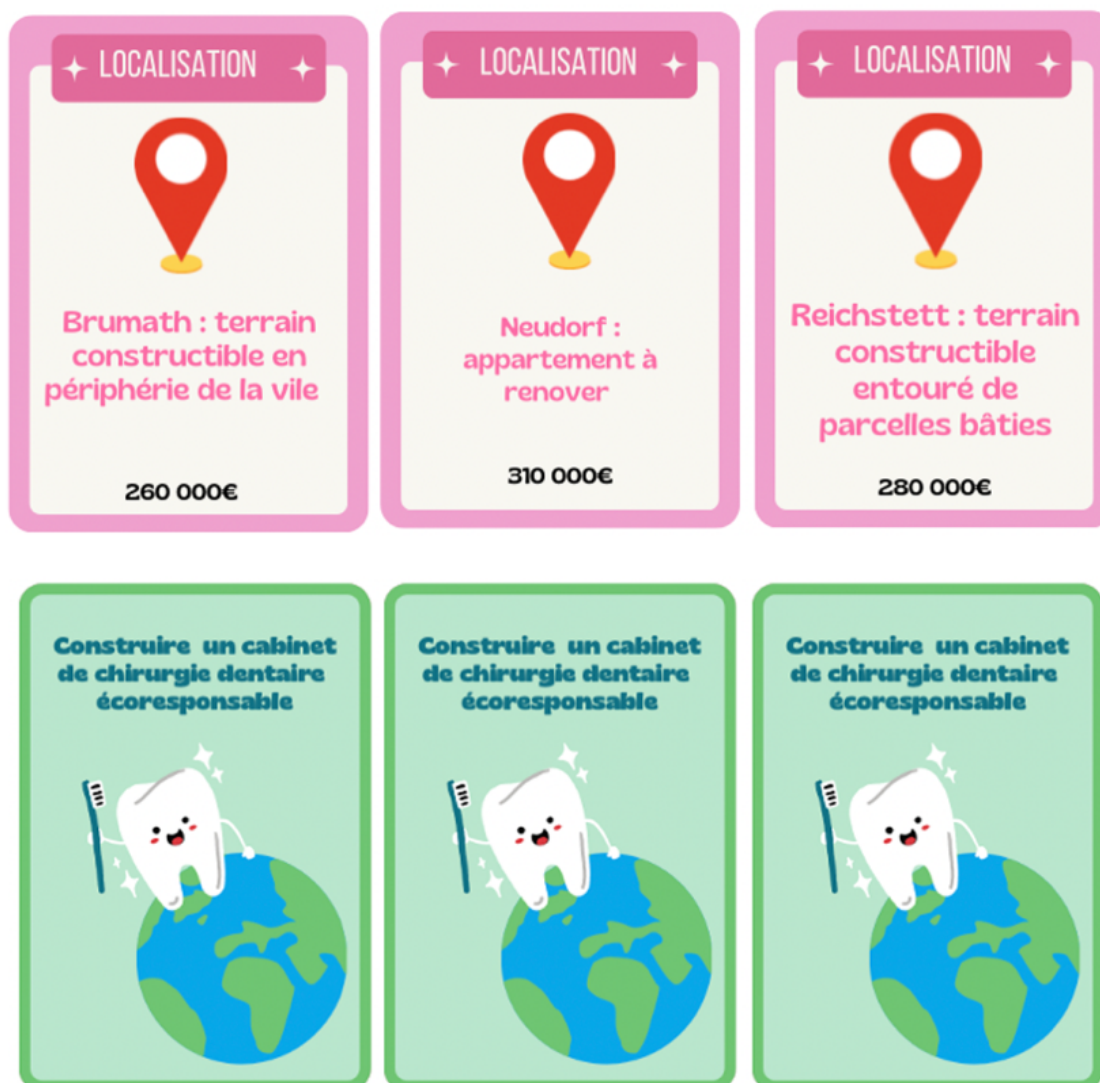 LOCALISATION
Brumath : terrain
constructible en
périphérie de la vile
260 000€
LOCALISATION
Neudorf :
appartement à
renover
310 000€
LOCALISATION
Reichstett : terrain
constructible
entouré de
parcelles bâties
280 000€
Construire un cabinet
de chirurgie dentaire
écoresponsable
Construire un cabinet
de chirurgie dentaire
écoresponsable
Construire un cabinet
de chirurgie dentaire
écoresponsable